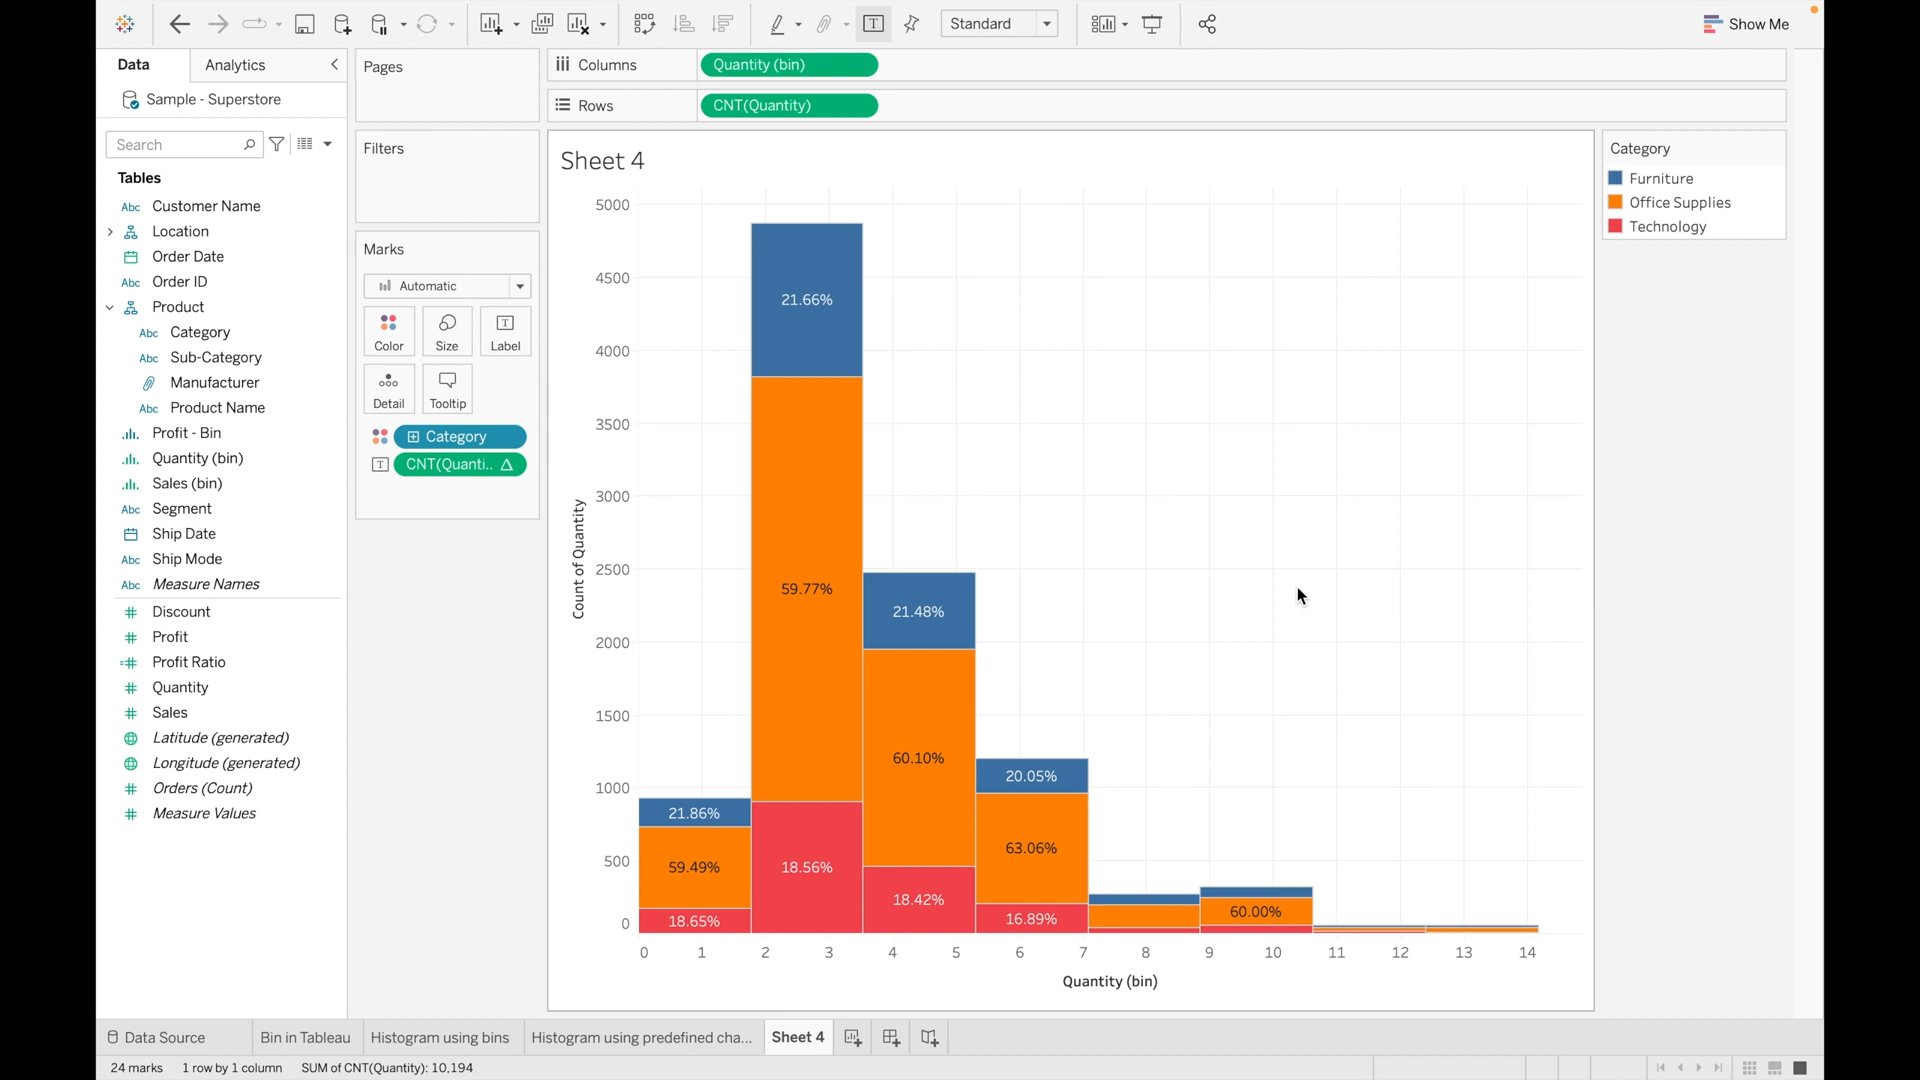 Standard
Show Me
Data
Analytics
Sample - Superstore
Search
Tables
Customer Name
Location
Order Date
Order ID
Product
Category
Sub-Category
Manufacturer
Product Name
Profit - Bin
Quantity (bin)
Sales (bin)
Segment
Ship Date
Ship Mode
Measure Names
Discount
Profit
Profit Ratio
Quantity
Sales
Latitude (generated)
Longitude (generated)
Orders (Count)
Measure Values
Abc
Abc
Abc
Abc
Abc
Abc
Abc
Abc
Pages
Filters
Marks
Automatic
Color
Size
Label
Detail
Tooltip
Category
CNT(Quanti..
Columns
Quantity (bin)
Rows
CNT(Quantity)
Sheet 4
5000
4500
4000
3500
3000
2500
2000
1500
1000
500
0
Count of Quantity
21.66%
59.77%
18.56%
21.48%
60.10%
18.42%
20.05%
63.06%
16.89%
21.86%
59.49%
18.65%
60.00%
0 1 2 3 4 5 6 7 8 9 10 11 12 13 14
Quantity (bin)
Category
Furniture
Office Supplies
Technology
Data Source
Bin in Tableau
Histogram using bins
Histogram using predefined cha...
Sheet 4
24 marks
1 row by 1 column
SUM of CNT(Quantity): 10,194